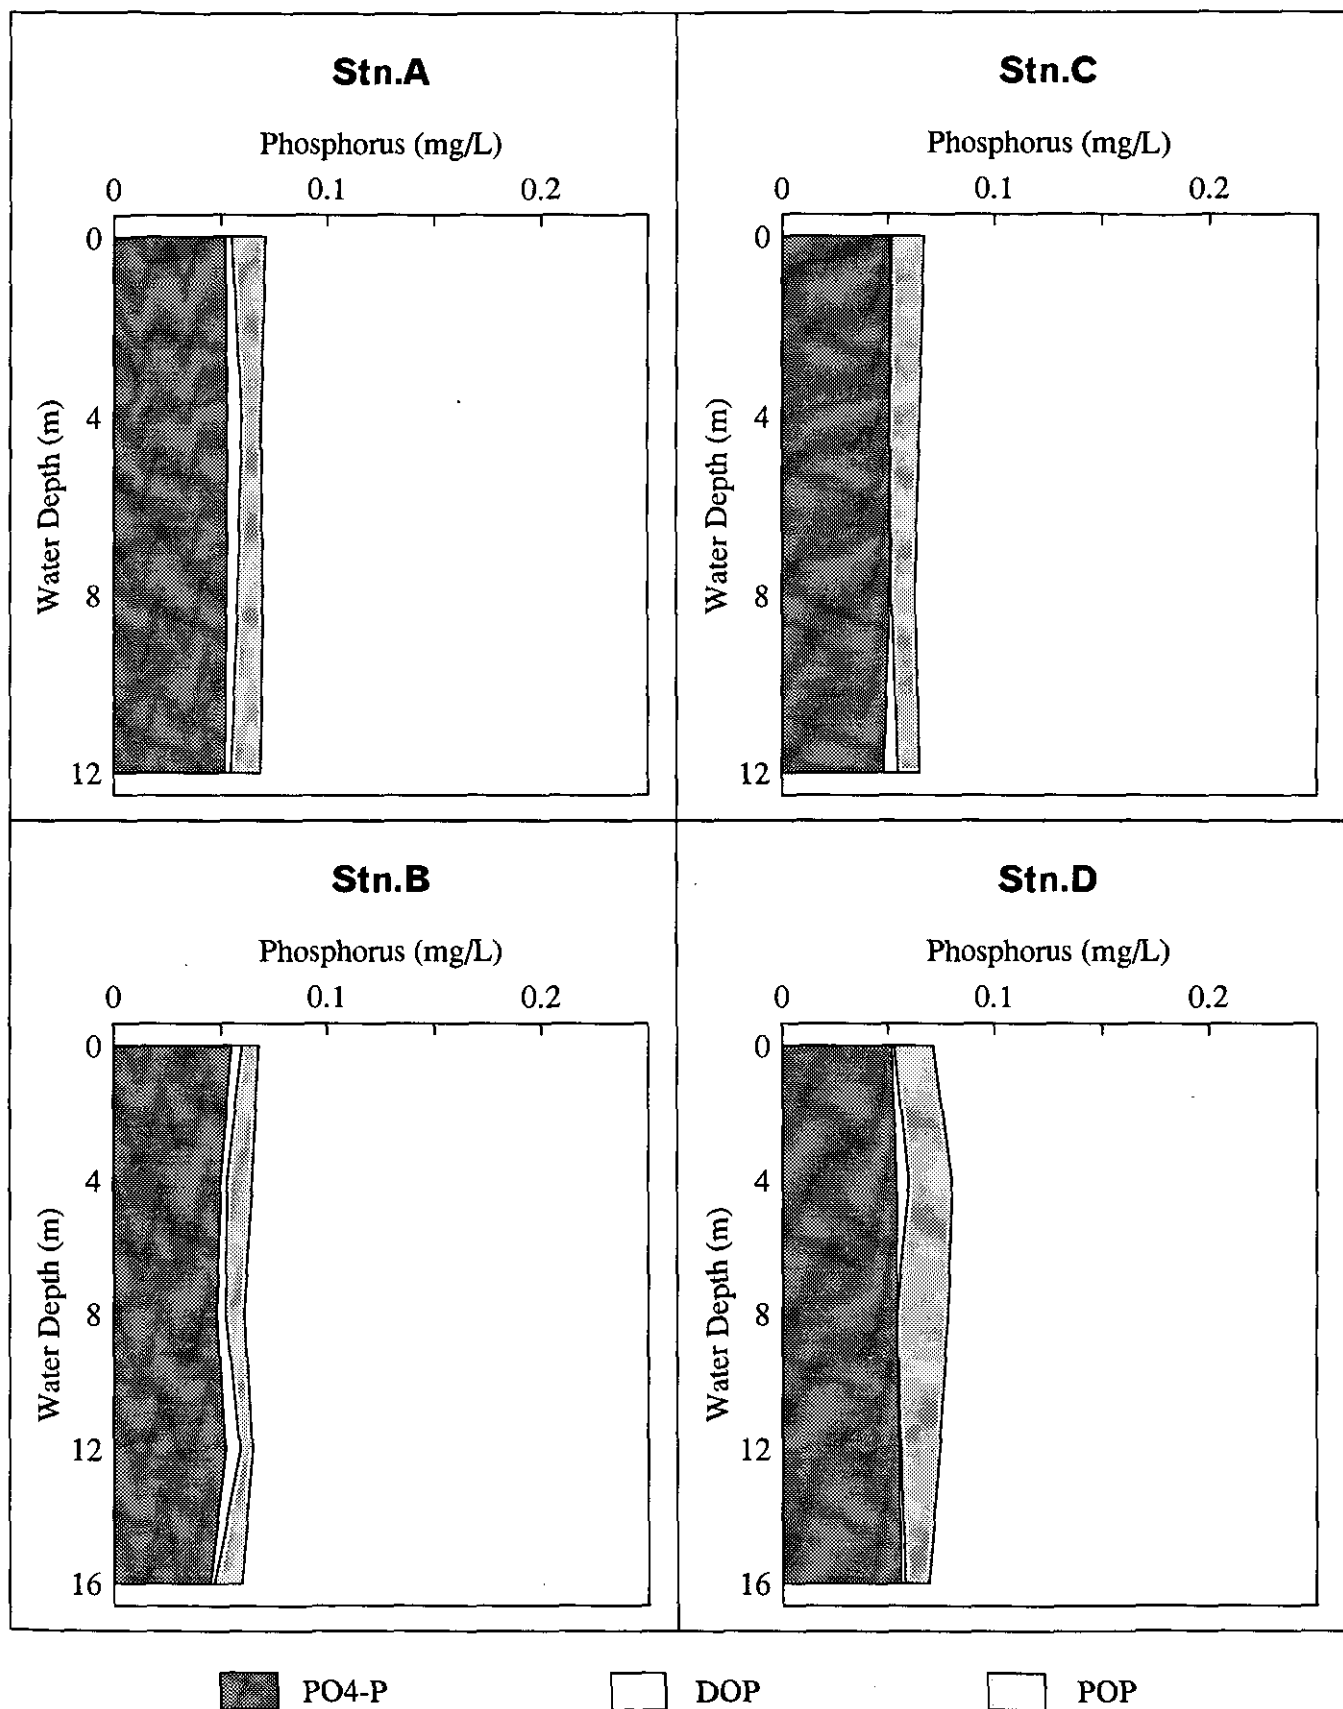 Stn.A
Phosphorus (mg/L)
0 0.1 0.2
0
4
8
12
Water Depth (m)
Stn.C
Phosphorus (mg/L)
0 0.1 0.2
0
4
8
12
Water Depth (m)
Stn.B
Phosphorus (mg/L)
0 0.1 0.2
0
4
8
12
16
Water Depth (m)
Stn.D
Phosphorus (mg/L)
0 0.1 0.2
0
4
8
12
16
Water Depth (m)
PO4-P DOP POP